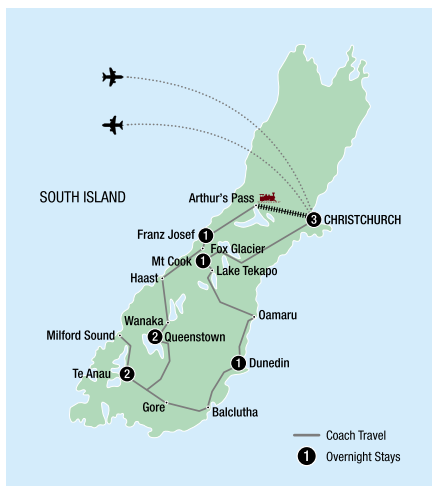 SOUTH ISLAND
Arthur's Pass
3 CHRISTCHURCH
Franz Josef 1
Fox Glacier
Mt Cook 1
Lake Tekapo
Haast
Oamaru
Wanaka
Milford Sound
2 Queenstown
1 Dunedin
Te Anau 2
Gore
Balclutha
Coach Travel
1 Overnight Stays